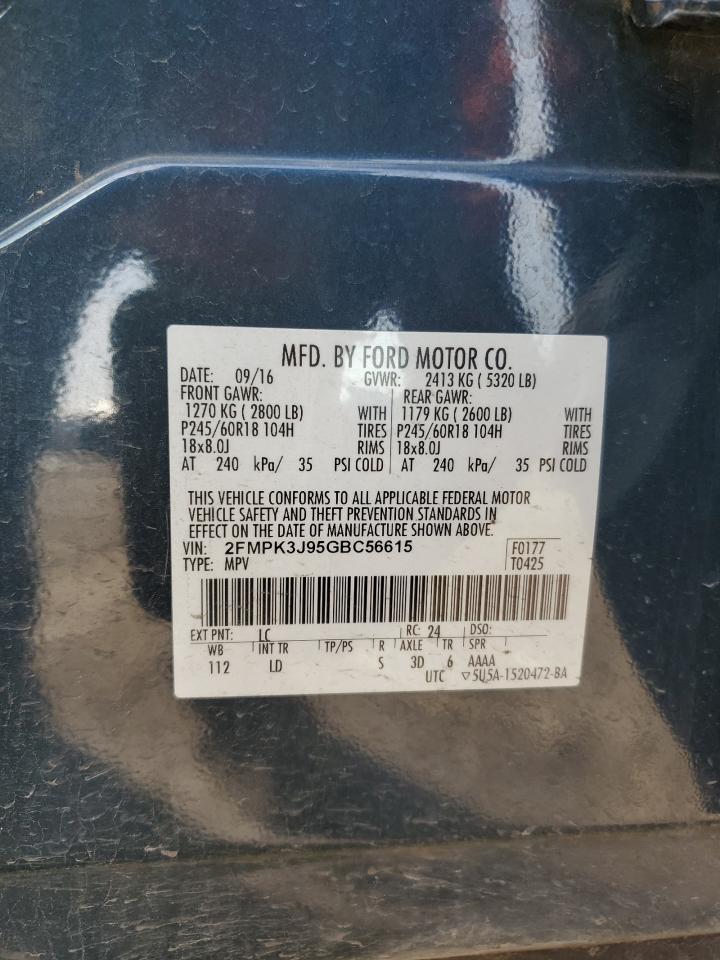 MFD. BY FORD MOTOR CO.
DATE: 09/16 GVWR: 2413 KG ( 5320 LB)
FRONT GAWR: REAR GAWR:
1270 KG ( 2800 LB) WITH 1179 KG ( 2600 LB) WITH
P245/60R18 104H TIRES P245/60R18 104H TIRES
18x8.0J RIMS 18x8.0J RIMS
AT 240 kPa/ 35 PSI COLD AT 240 kPa/ 35 PSI COLD
THIS VEHICLE CONFORMS TO ALL APPLICABLE FEDERAL MOTOR
VEHICLE SAFETY AND THEFT PREVENTION STANDARDS IN
EFFECT ON THE DATE OF MANUFACTURE SHOWN ABOVE.
VIN: 2FMPK3J95GBC56615 F0177
TYPE: MPV T0425
EXT PNT: LC RC: 24 DSO:
WB INT TR TP/PS R AXLE TR SPR
112 LD S 3D 6 AAAA
UTC ▽5U5A-1520472-BA